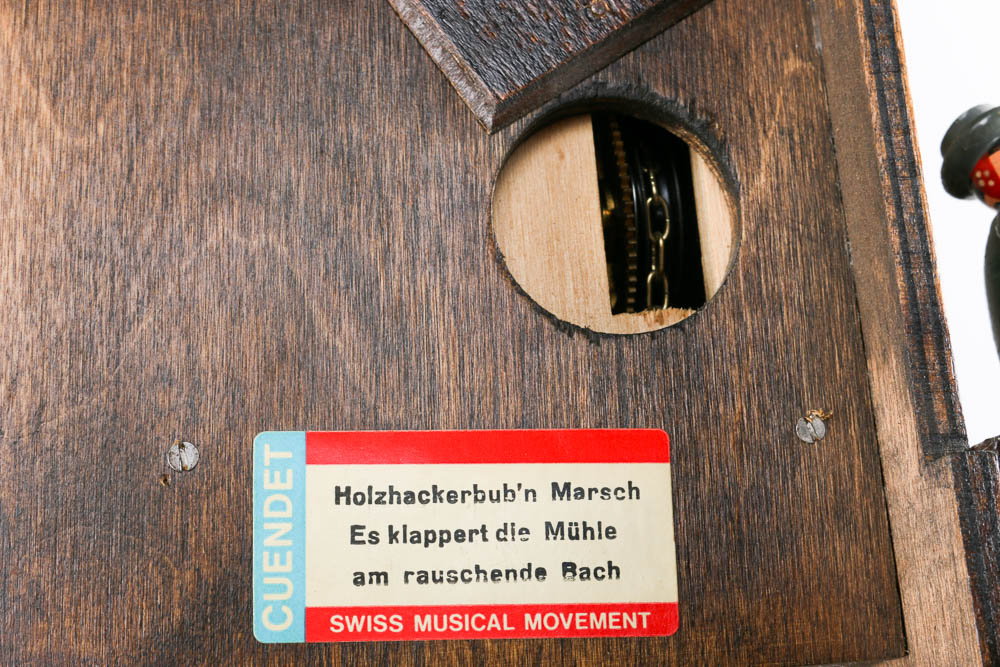 CUENDET
Holzhackerbub'n Marsch
Es klappert die Mühle
am rauschende Bach
SWISS MUSICAL MOVEMENT